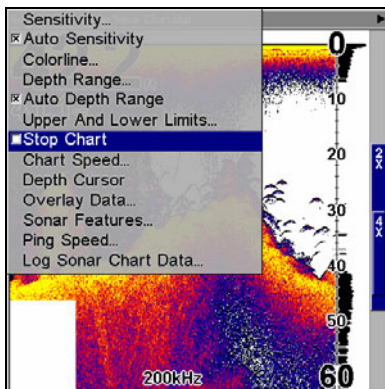 Sensitivity...
Auto Sensitivity
Colorline...
Depth Range...
Auto Depth Range
Upper And Lower Limits...
Stop Chart
Chart Speed...
Depth Cursor
Overlay Data...
Sonar Features...
Ping Speed...
Log Sonar Chart Data...
0
10
20
30
40
50
60
2X
4X
200kHz